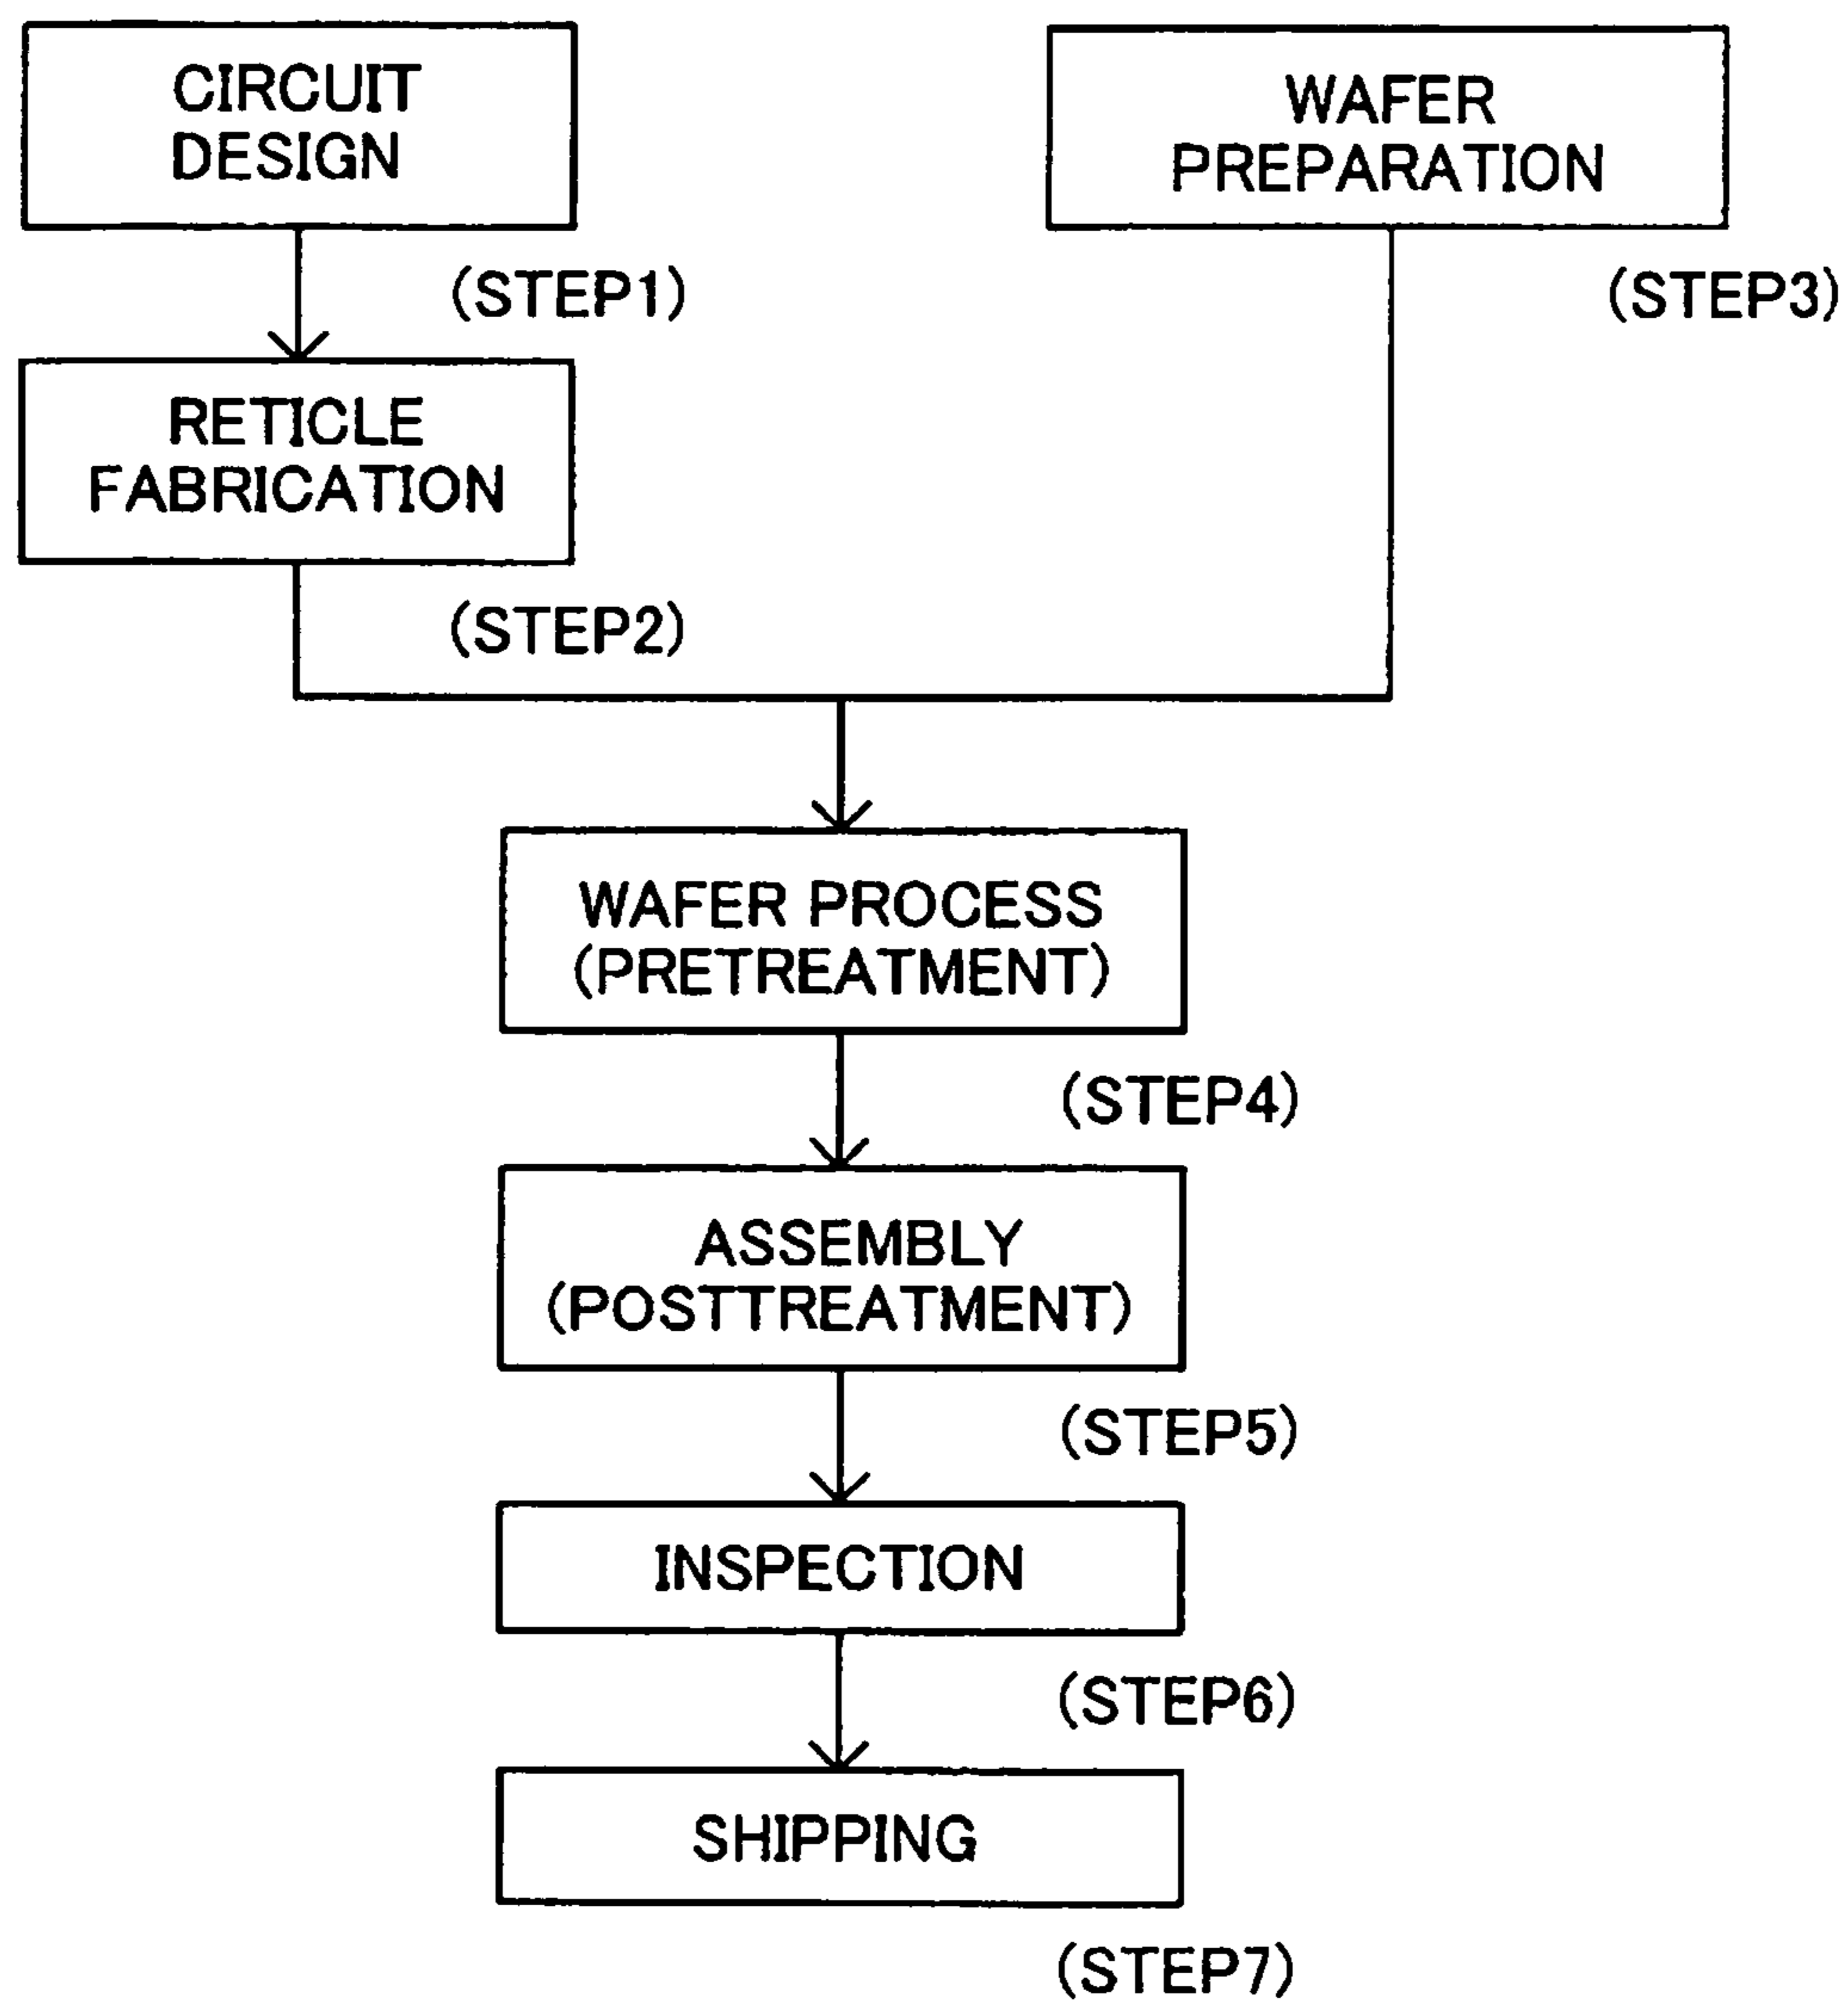 CIRCUIT
DESIGN
(STEP1)
RETICLE
FABRICATION
(STEP2)
WAFER
PREPARATION
(STEP3)
WAFER PROCESS
(PRETREATMENT)
(STEP4)
ASSEMBLY
(POSTTREATMENT)
(STEP5)
INSPECTION
(STEP6)
SHIPPING
(STEP7)